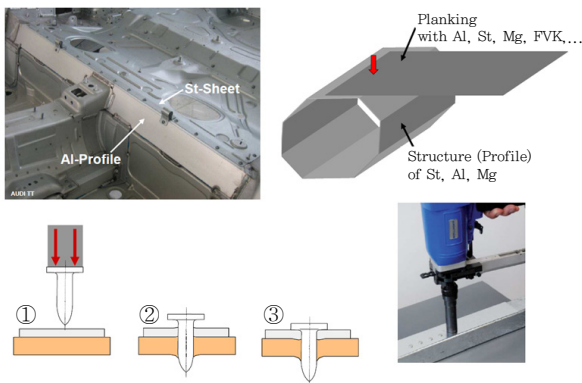 St-Sheet
Al-Profile
AUDI TT
Planking
with Al, St, Mg, FVK,...
Structure (Profile)
of St, Al, Mg
①
②
③